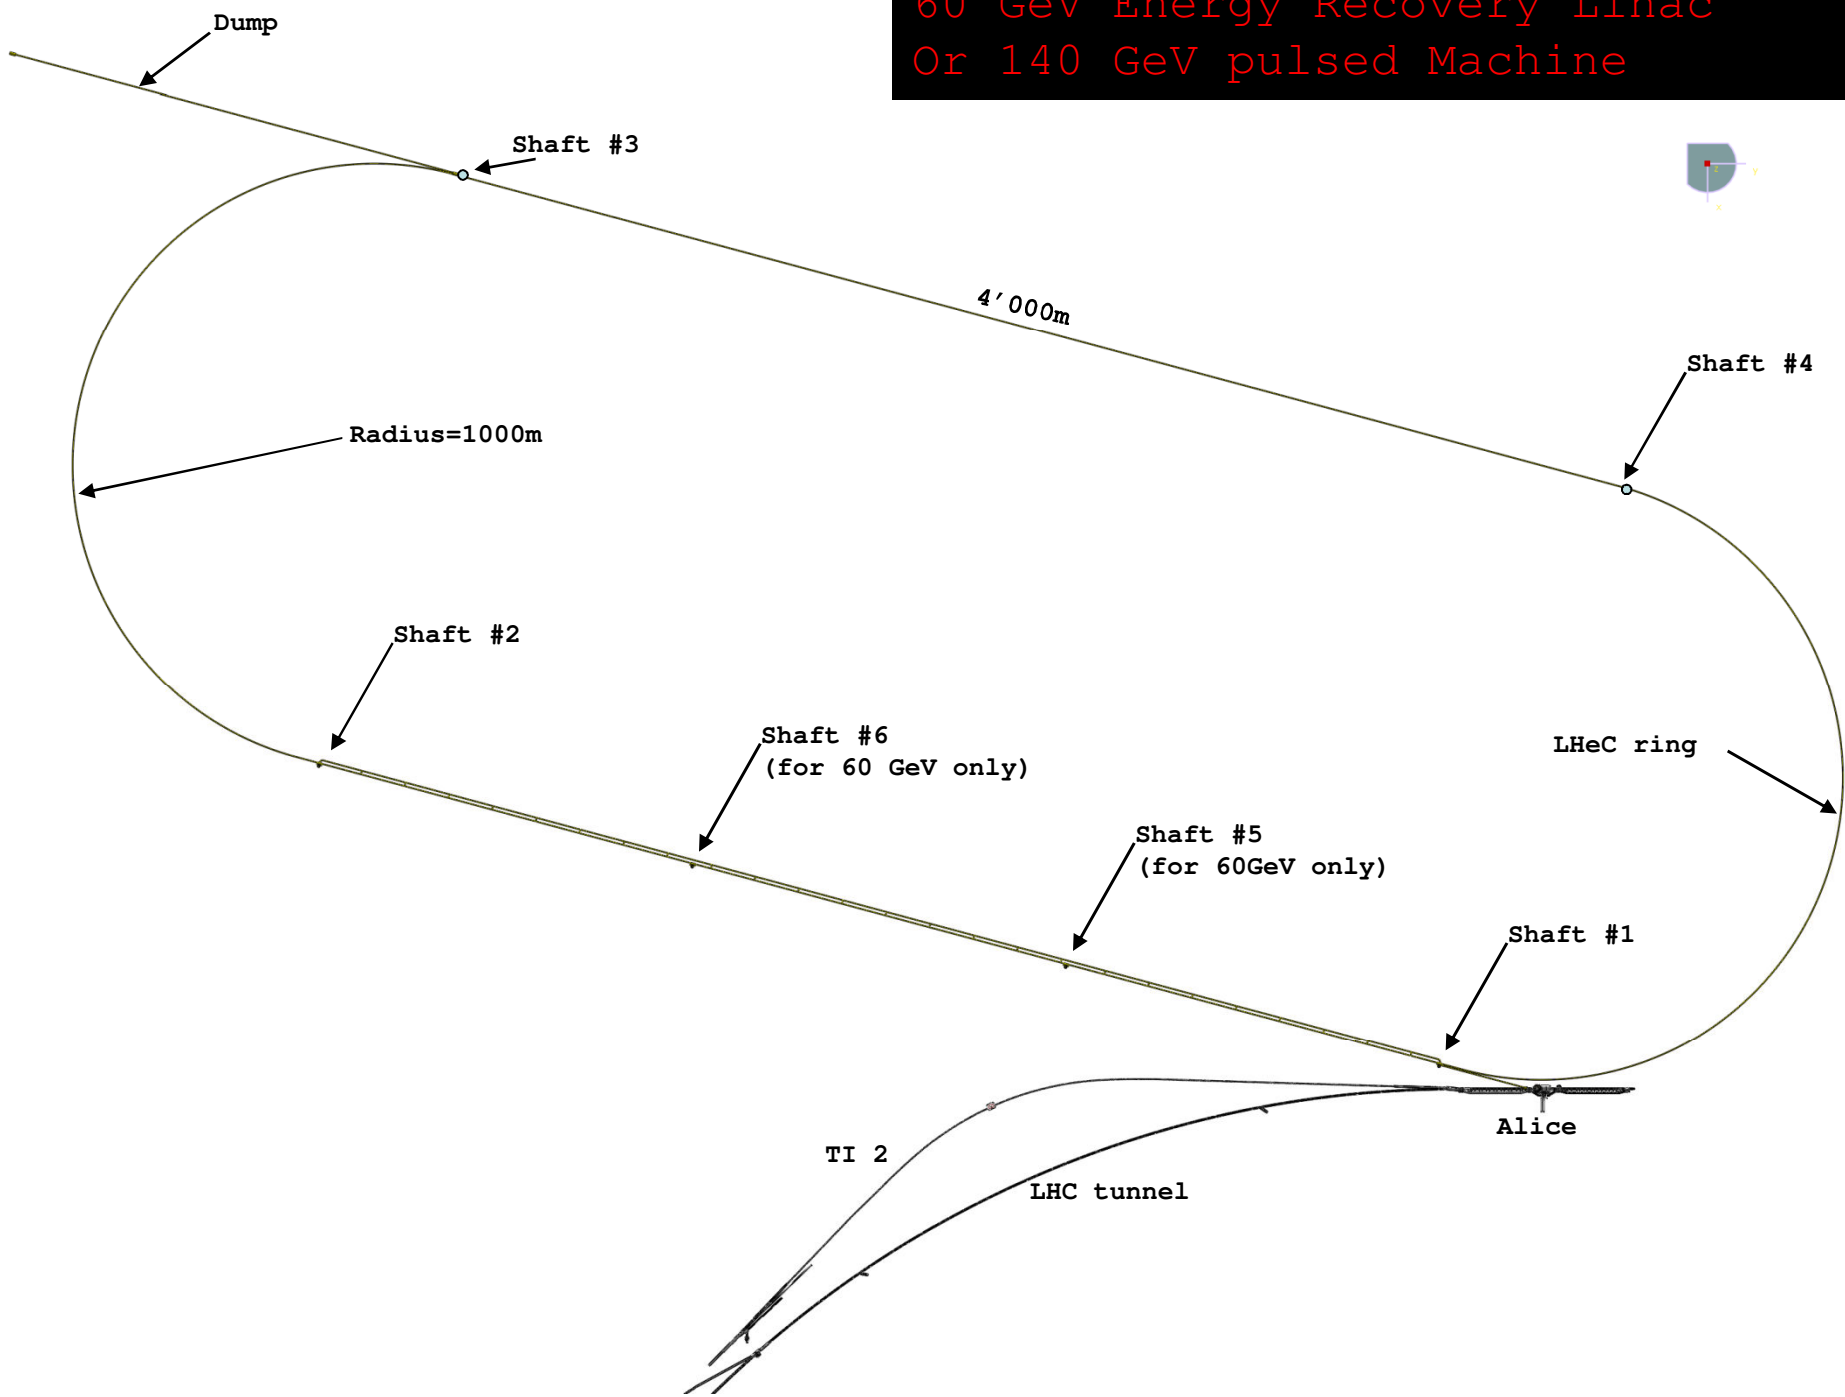 60 GeV Energy Recovery Linac
Or 140 GeV pulsed Machine
Dump
Shaft #3
4’000m
Shaft #4
Radius=1000m
Shaft #2
Shaft #6
(for 60 GeV only)
LHeC ring
Shaft #5
(for 60GeV only)
Shaft #1
Alice
TI 2
LHC tunnel
z
Y
x